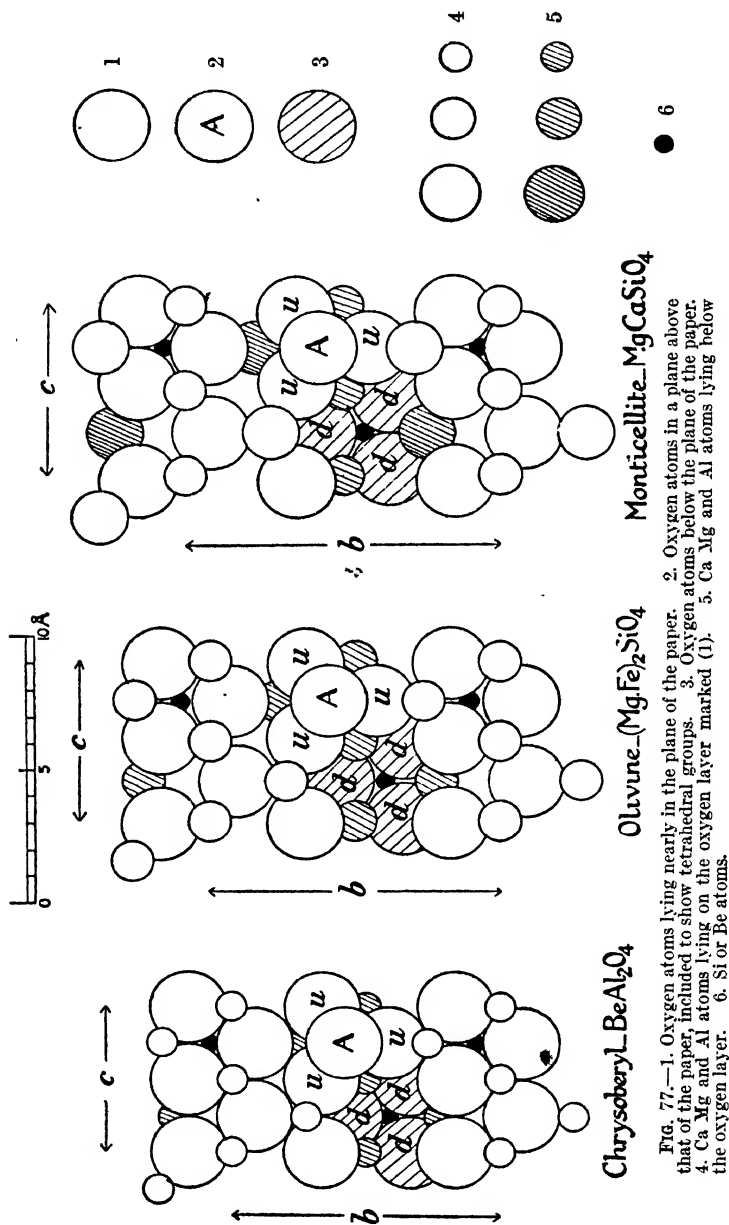 0 5 10Å
c
b
u
u
u
A
d
d
d
Chrysoberyl_BeAl₂O₄
c
b
u
u
u
A
d
d
d
Olivine_(Mg.Fe)₂SiO₄
c
b
u
u
u
A
d
d
d
Monticellite_MgCaSiO₄
1
2
A
3
4
5
6
FIG. 77.—1. Oxygen atoms lying nearly in the plane of the paper. 2. Oxygen atoms in a plane above
that of the paper, included to show tetrahedral groups. 3. Oxygen atoms below the plane of the paper.
4. Ca Mg and Al atoms lying on the oxygen layer marked (1). 5. Ca Mg and Al atoms lying below
the oxygen layer. 6. Si or Be atoms.